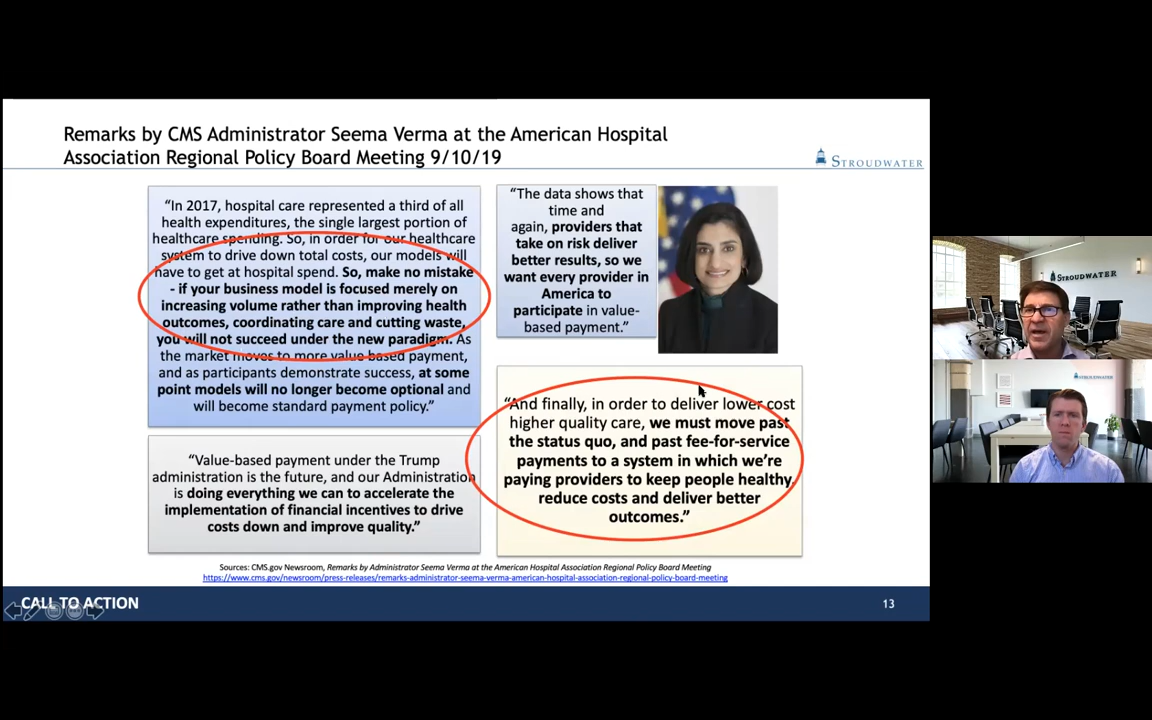 Remarks by CMS Administrator Seema Verma at the American Hospital
Association Regional Policy Board Meeting 9/10/19
STROUDWATER
“In 2017, hospital care represented a third of all
health expenditures, the single largest portion of
healthcare spending. So, in order for our healthcare
system to drive down total costs, our models will
have to get at hospital spend. So, make no mistake
- if your business model is focused merely on
increasing volume rather than improving health
outcomes, coordinating care and cutting waste,
you will not succeed under the new paradigm. As
the market moves to more value based payment,
and as participants demonstrate success, at some
point models will no longer become optional and
will become standard payment policy.”
“The data shows that
time and
again, providers that
take on risk deliver
better results, so we
want every provider in
America to
participate in value-
based payment.”
“Value-based payment under the Trump
administration is the future, and our Administration
is doing everything we can to accelerate the
implementation of financial incentives to drive
costs down and improve quality.”
“And finally, in order to deliver lower cost
higher quality care, we must move past
the status quo, and past fee-for-service
payments to a system in which we’re
paying providers to keep people healthy,
reduce costs and deliver better
outcomes.”
Sources: CMS.gov Newsroom, Remarks by Administrator Seema Verma at the American Hospital Association Regional Policy Board Meeting
https://www.cms.gov/newsroom/press-releases/remarks-administrator-seema-verma-american-hospital-association-regional-policy-board-meeting
CALL TO ACTION
13
STROUDWATER
STROUDWATER